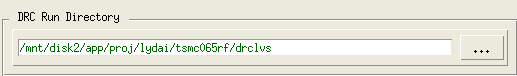 DRC Run Directory
/mnt/disk2/app/proj/lydai/tsmc065rf/drclvs
...